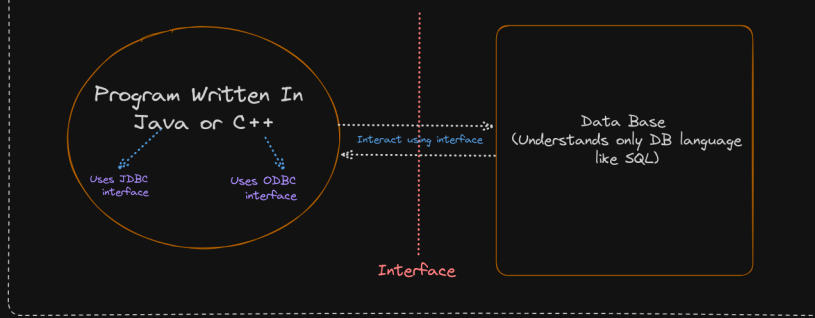 Program Written In
Java or C++
Uses JDBC
interface
Uses ODBC
interface
Interact using interface
Interface
Data Base
(Understands only DB language
like SQL)